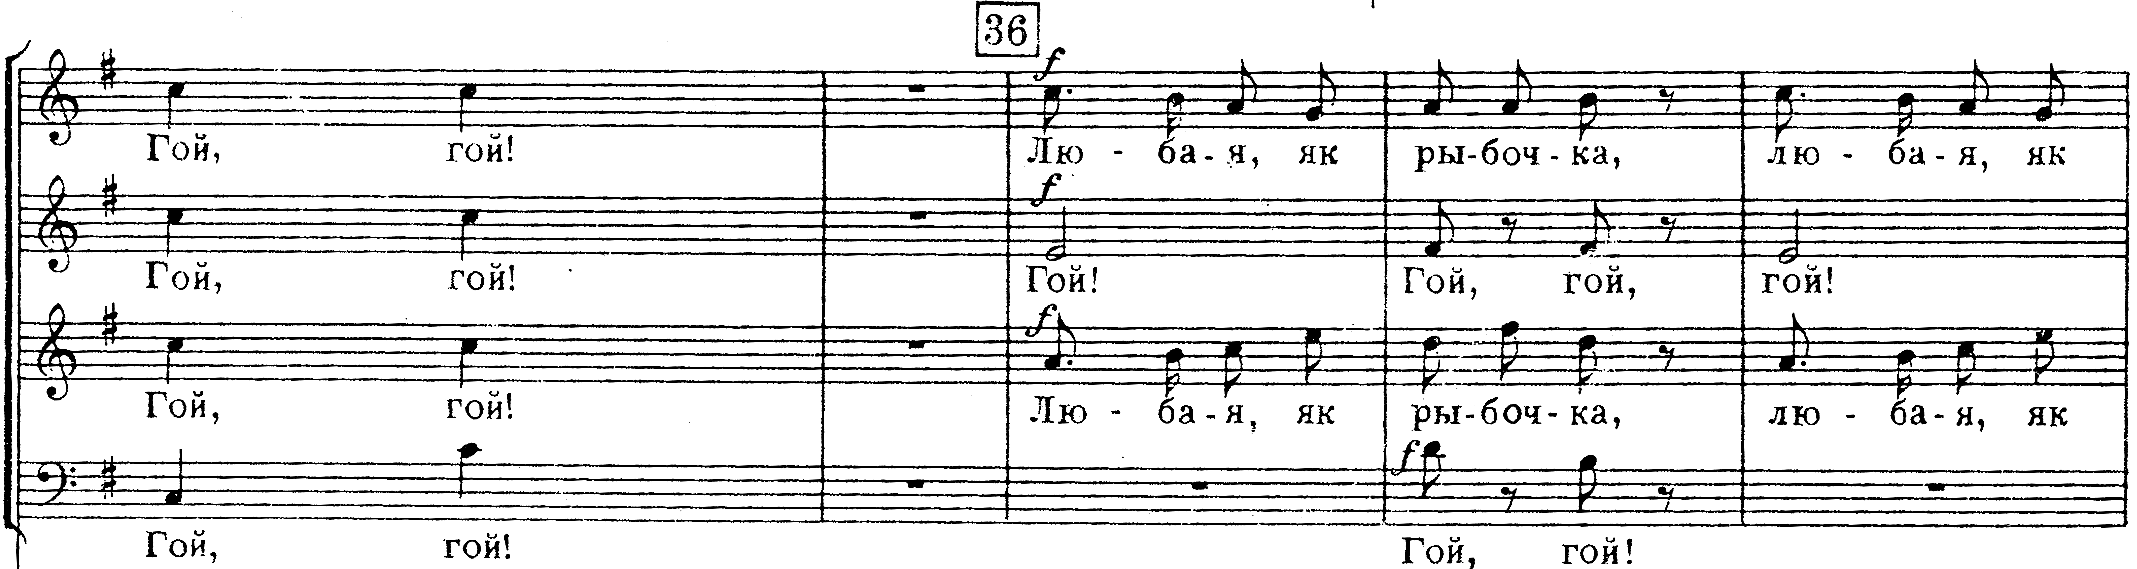 36
f
Гой, гой! Лю - ба - я, як ры-боч - ка, лю - ба - я, як
f
Гой, гой! Гой! Гой, гой, гой!
f
Гой, гой! Лю - ба - я, як ры-боч - ка, лю - ба - я, як
f
Гой, гой! Гой, гой!